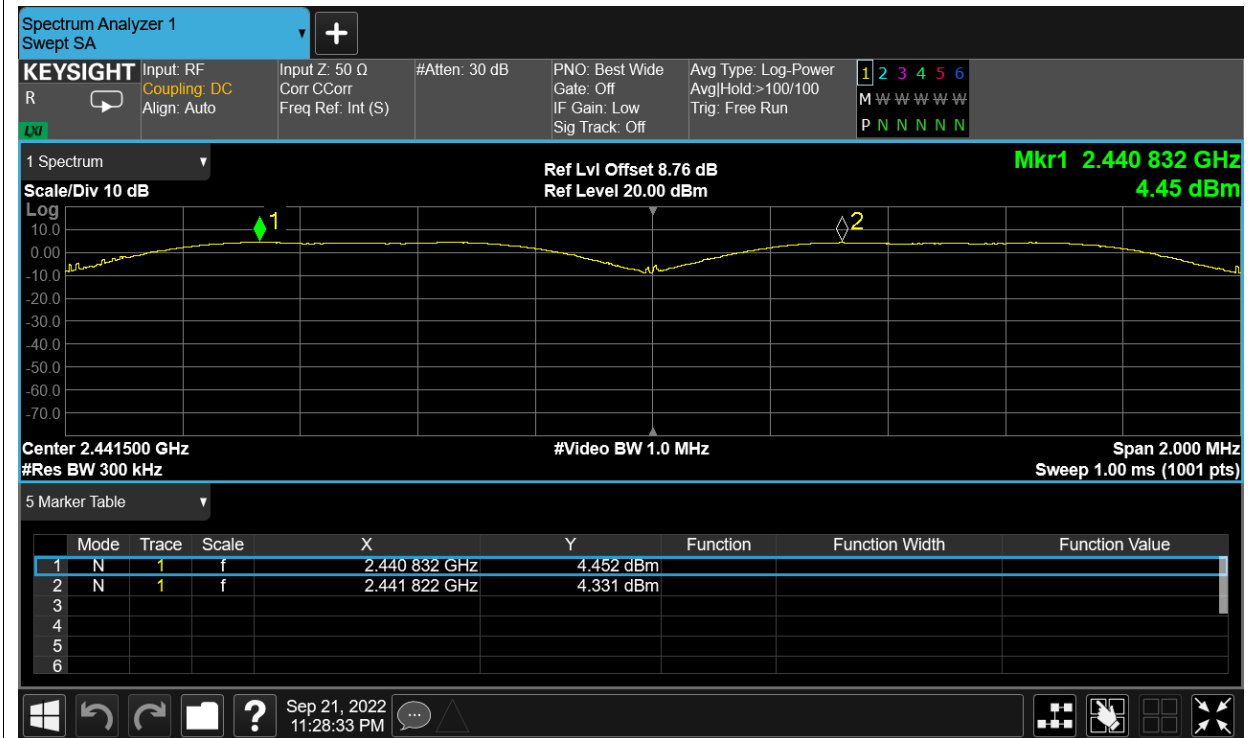 Spectrum Analyzer 1
Swept SA
KEYSIGHT
R
LXI
Input: RF
Coupling: DC
Align: Auto
Input Z: 50 Ω
Corr CCorr
Freq Ref: Int (S)
#Atten: 30 dB
PNO: Best Wide
Gate: Off
IF Gain: Low
Sig Track: Off
Avg Type: Log-Power
Avg|Hold:>100/100
Trig: Free Run
1 2 3 4 5 6
M W W W W W
P N N N N N
1 Spectrum
Scale/Div 10 dB
Ref Lvl Offset 8.76 dB
Ref Level 20.00 dBm
Mkr1 2.440 832 GHz
4.45 dBm
Log
10.0
0.00
-10.0
-20.0
-30.0
-40.0
-50.0
-60.0
-70.0
1
2
Center 2.441500 GHz
#Video BW 1.0 MHz
Span 2.000 MHz
#Res BW 300 kHz
Sweep 1.00 ms (1001 pts)
5 Marker Table
Mode Trace Scale X Y Function Function Width Function Value
1 N 1 f 2.440 832 GHz 4.452 dBm
2 N 1 f 2.441 822 GHz 4.331 dBm
3
4
5
6
?
Sep 21, 2022
11:28:33 PM